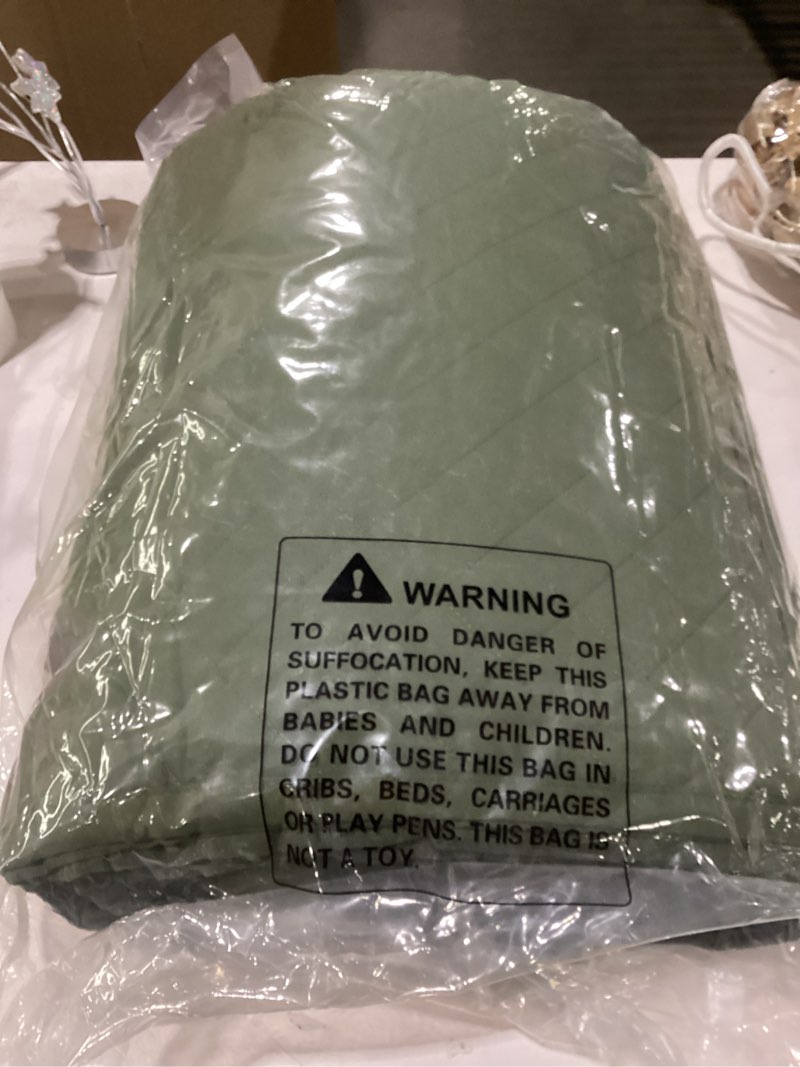 WARNING
TO AVOID DANGER OF
SUFFOCATION, KEEP THIS
PLASTIC BAG AWAY FROM
BABIES AND CHILDREN.
DO NOT USE THIS BAG IN
CRIBS, BEDS, CARRIAGES
OR PLAY PENS. THIS BAG IS
NOT A TOY.